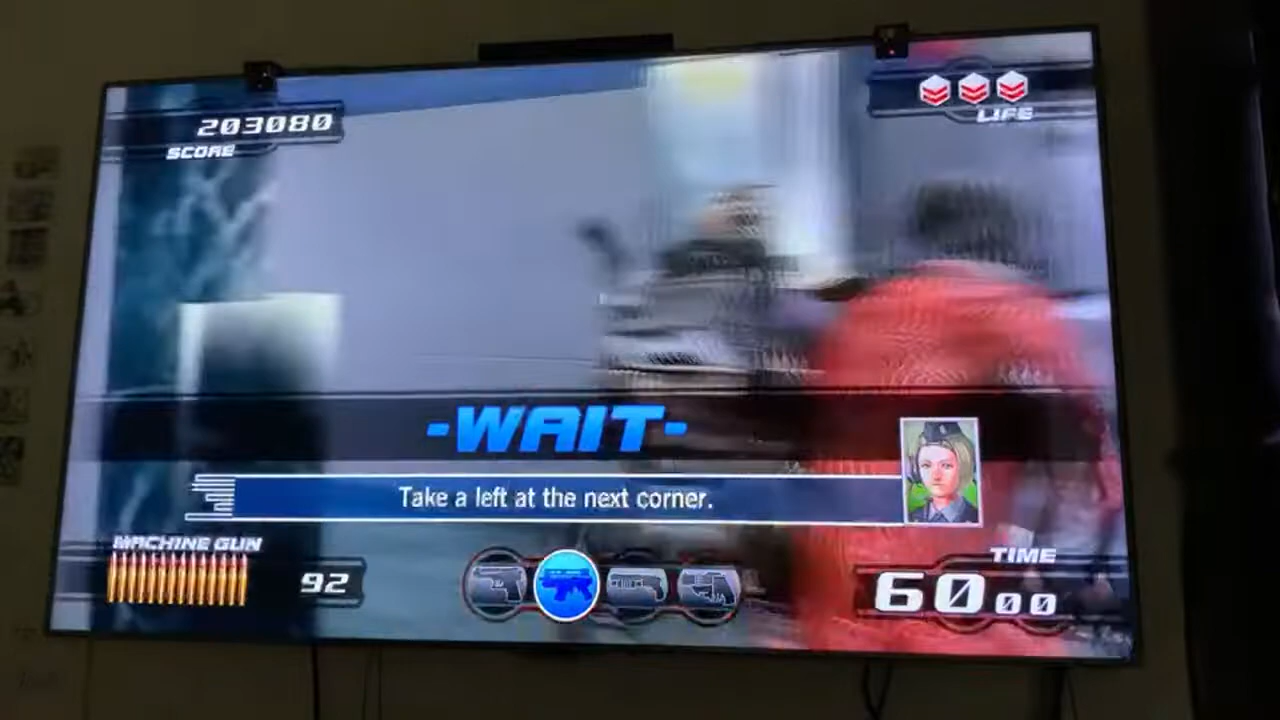 203080
SCORE
LIFE
-WAIT-
Take a left at the next corner.
MACHINE GUN
92
TIME
60 00